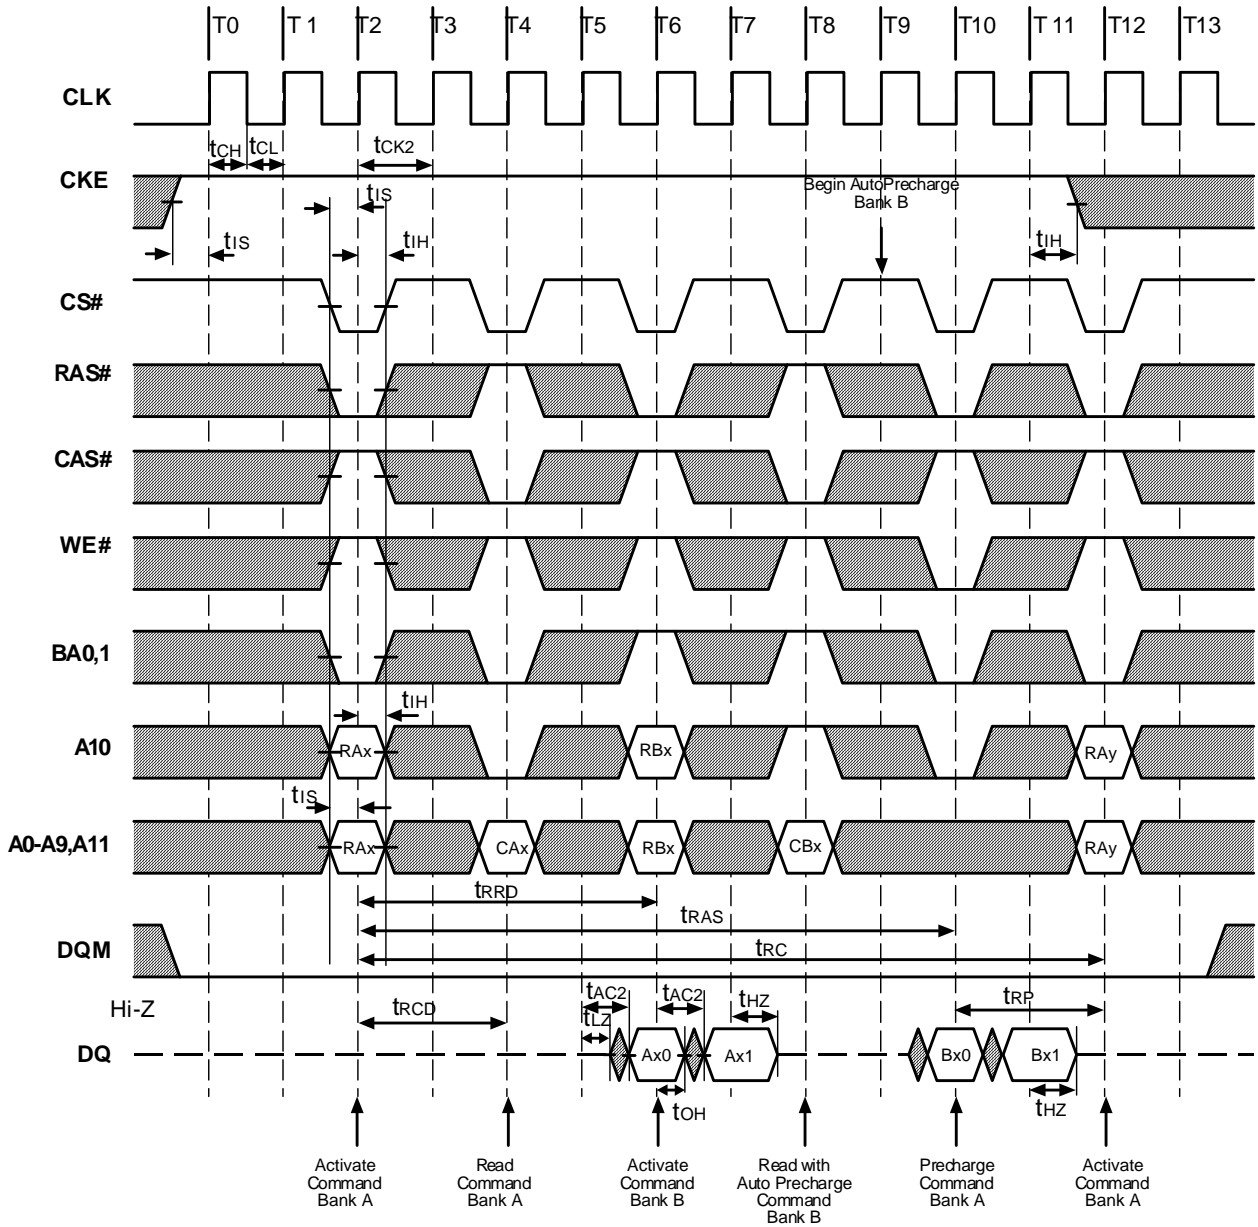 T0 T1 T2 T3 T4 T5 T6 T7 T8 T9 T10 T11 T12 T13
CLK
tCH tCL tCK2
CKE
tIS
Begin AutoPrecharge
Bank B
tIS
tIH
tIH
CS#
RAS#
CAS#
WE#
BA0,1
tIH
A10
RAx RBx RAy
tIS
A0-A9,A11
RAx CAx RBx CBx RAy
tRRD
tRAS
DQM
tRC
Hi-Z
tRCD
tAC2 tAC2 tHZ
tRP
tLZ
DQ
Ax0 Ax1 Bx0 Bx1
tOH
tHZ
Activate
Command
Bank A
Read
Command
Bank A
Activate
Command
Bank B
Read with
Auto Precharge
Command
Bank B
Precharge
Command
Bank A
Activate
Command
Bank A